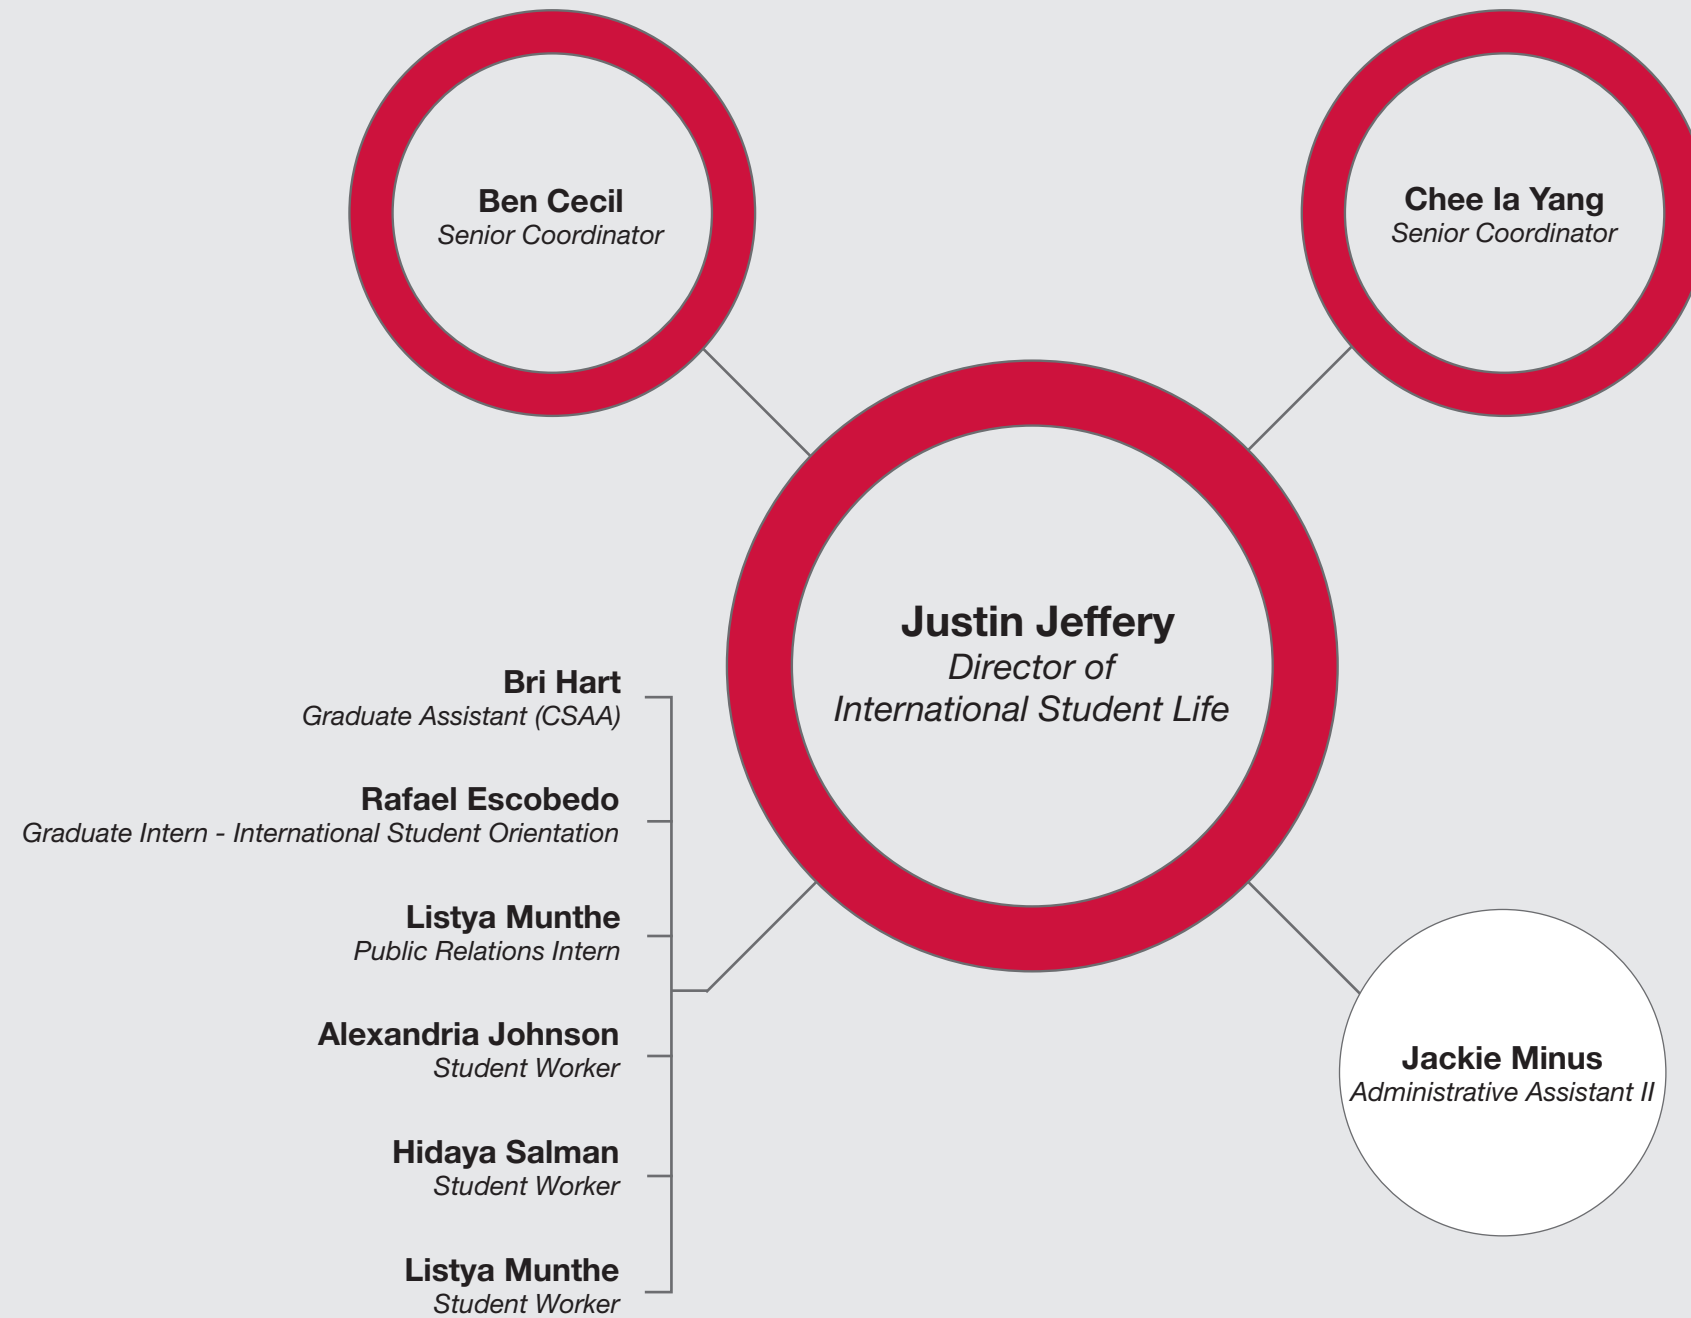 Ben Cecil
Senior Coordinator
Chee Ia Yang
Senior Coordinator
Justin Jeffery
Director of
International Student Life
Bri Hart
Graduate Assistant (CSAA)
Rafael Escobedo
Graduate Intern - International Student Orientation
Listya Munthe
Public Relations Intern
Alexandria Johnson
Student Worker
Hidaya Salman
Student Worker
Listya Munthe
Student Worker
Jackie Minus
Administrative Assistant II